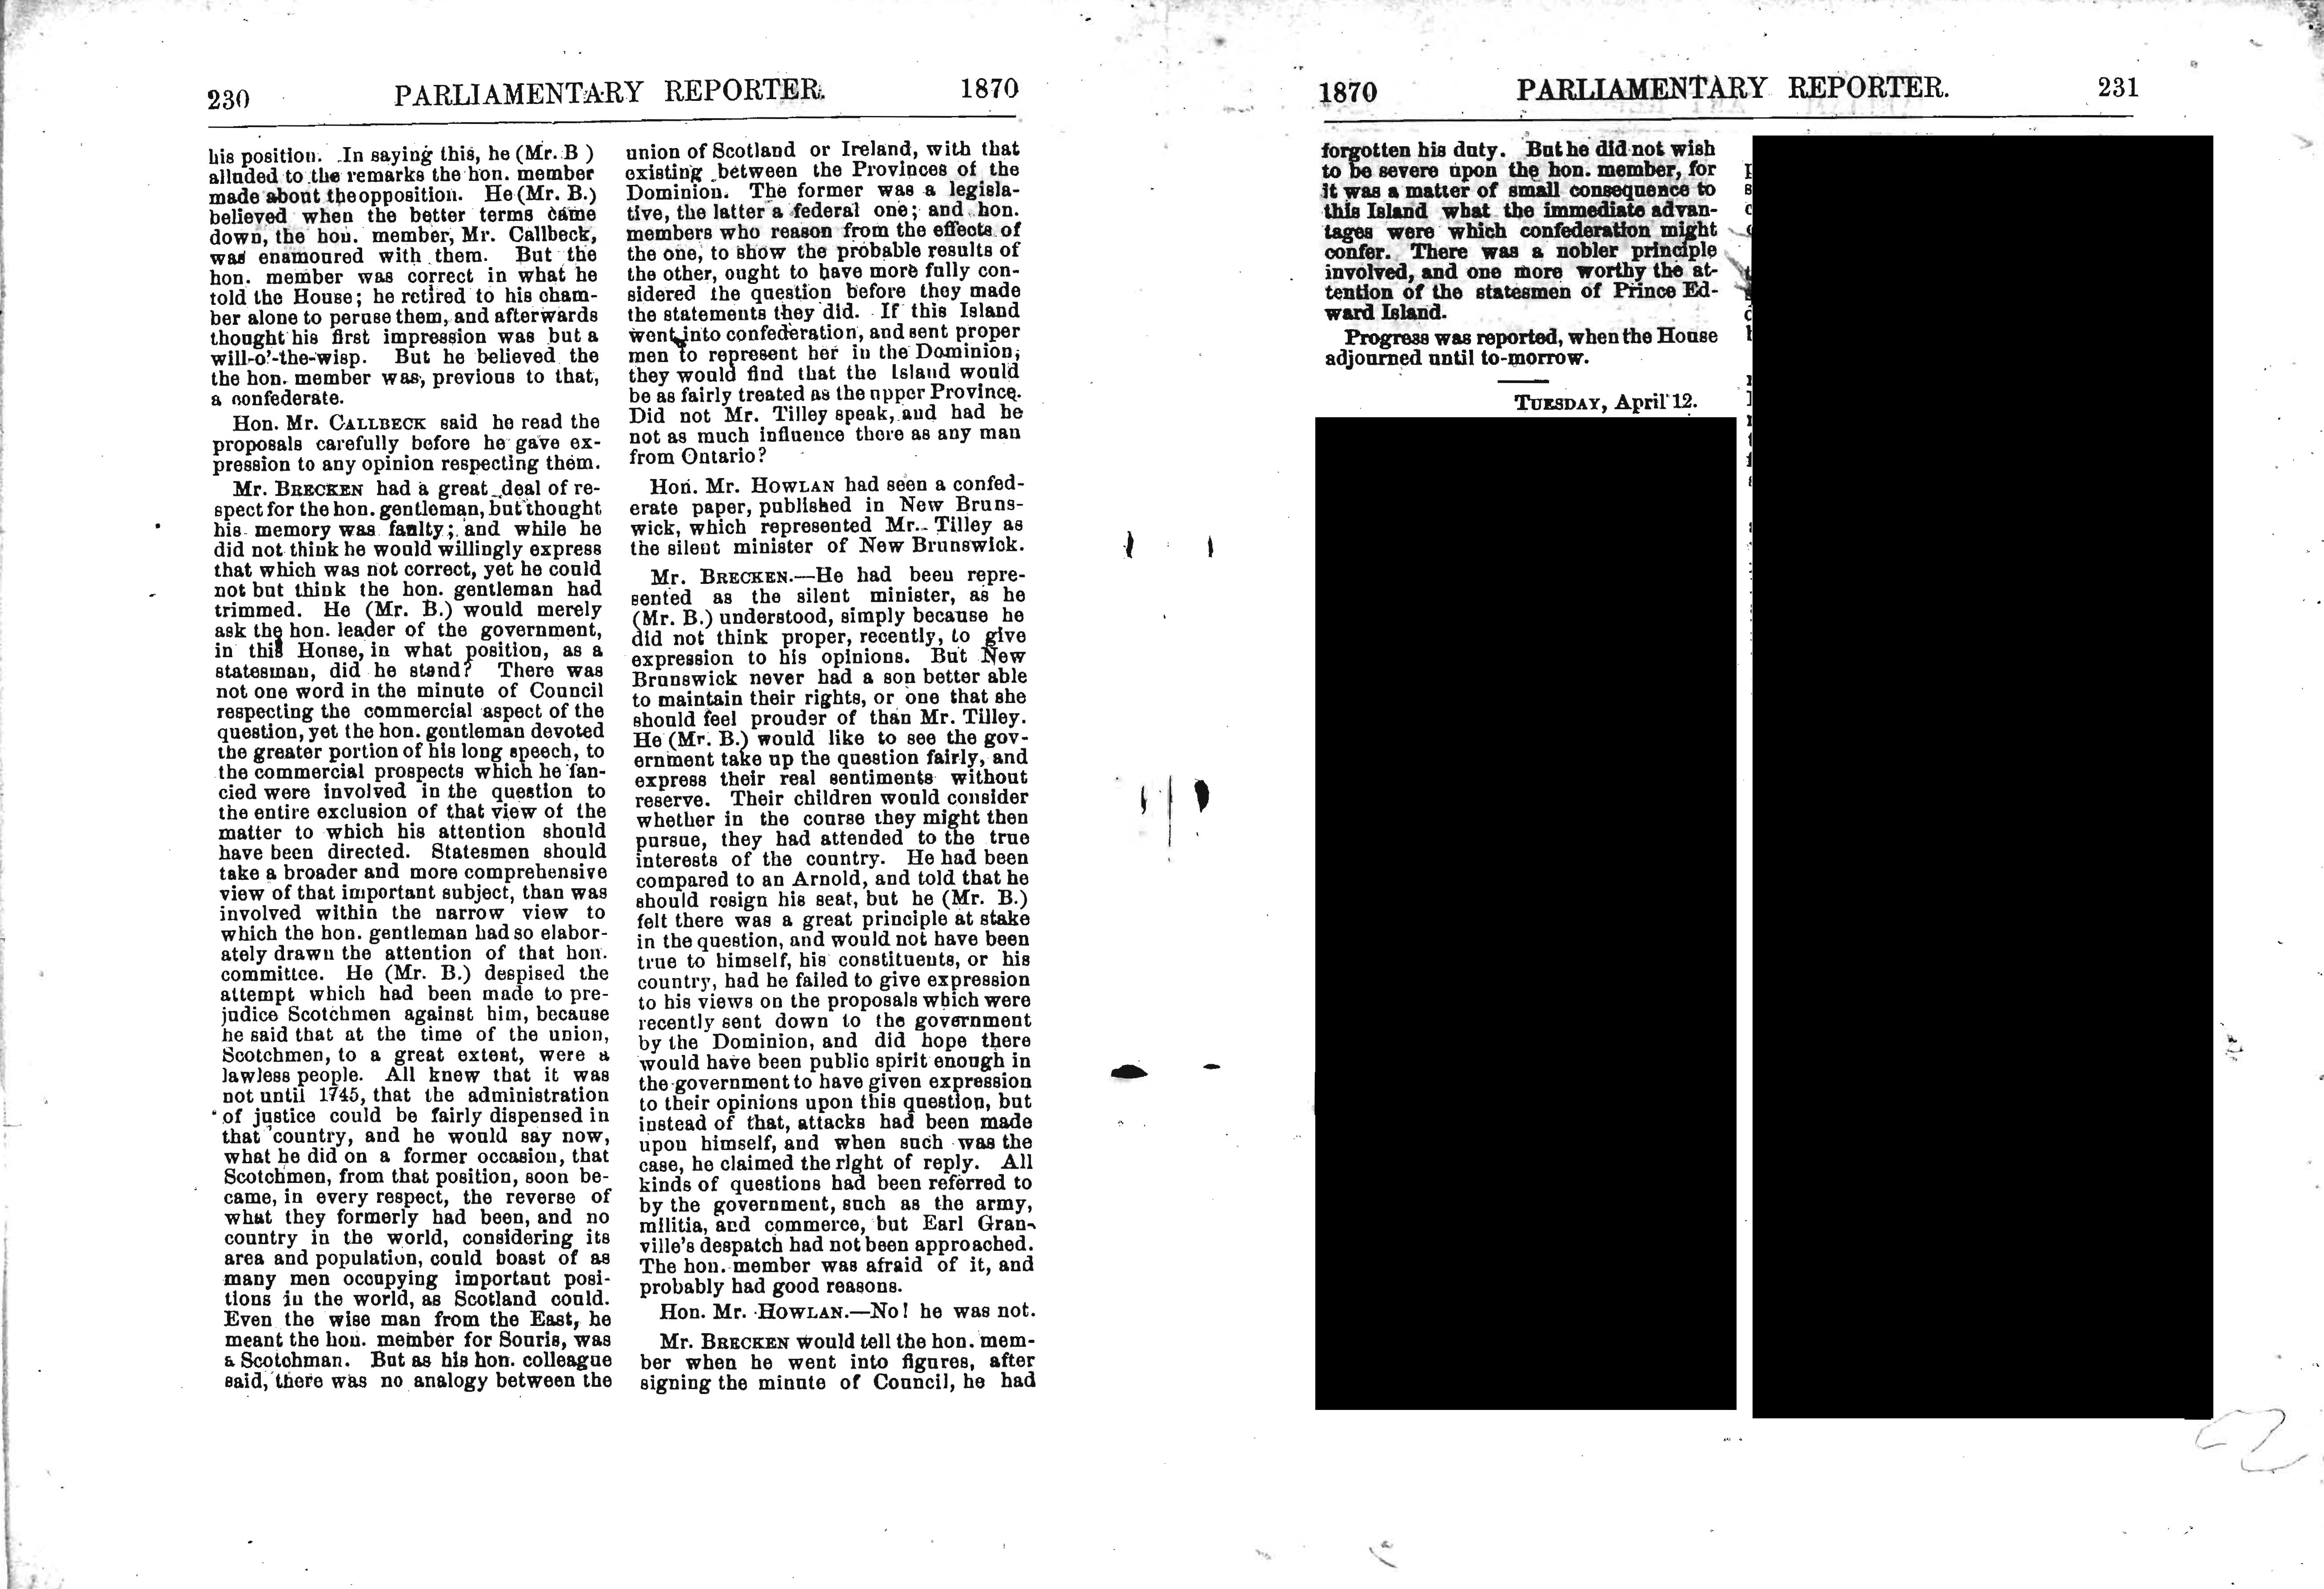 230 PARLIAMENTARY REPORTER. 1870
his position. In saying this, he (Mr. B )
alluded to the remarks the hon. member
made about the opposition. He (Mr. B.)
believed when the better terms came
down, the hou. member, Mr. Callbeck,
was enamoured with them. But the
hon. member was correct in what he
told the House; he retired to his cham-
ber alone to peruse them, and afterwards
thought his first impression was but a
will-o'-the-wisp. But he believed the
the hon. member was, previous to that,
a confederate.
Hon. Mr. CALLBECK said he read the
proposals carefully before he gave ex-
pression to any opinion respecting them.
Mr. BRECKEN had a great deal of re-
spect for the hon. gentleman, but thought
his memory was faulty; and while he
did not think he would willingly express
that which was not correct, yet he could
not but think the hon. gentleman had
trimmed. He (Mr. B.) would merely
ask the hon. leader of the government,
in this House, in what position, as a
statesman, did he stand? There was
not one word in the minute of Council
respecting the commercial aspect of the
question, yet the hon. gentleman devoted
the greater portion of his long speech, to
the commercial prospects which he fan-
cied were involved in the question to
the entire exclusion of that view of the
matter to which his attention should
have been directed. Statesmen should
take a broader and more comprehensive
view of that important subject, than was
involved within the narrow view to
which the hon. gentleman had so elabor-
ately drawn the attention of that hon.
committee. He (Mr. B.) despised the
attempt which had been made to pre-
judice Scotchmen against him, because
he said that at the time of the union,
Scotchmen, to a great extent, were a
lawless people. All knew that it was
not until 1745, that the administration
of justice could be fairly dispensed in
that country, and he would say now,
what he did on a former occasion, that
Scotchmen, from that position, soon be-
came, in every respect, the reverse of
what they formerly had been, and no
country in the world, considering its
area and population, could boast of as
many men occupying important posi-
tions in the world, as Scotland could.
Even the wise man from the East, he
meant the hou. member for Souris, was
a Scotchman. But as his hon. colleague
said, there was no analogy between the
union of Scotland or Ireland, with that
existing between the Provinces of the
Dominion. The former was a legisla-
tive, the latter a federal one; and hon.
members who reason from the effects of
the one, to show the probable results of
the other, ought to have more fully con-
sidered the question before they made
the statements they did. If this Island
went into confederation, and sent proper
men to represent her in the Dominion,
they would find that the Island would
be as fairly treated as the upper Province.
Did not Mr. Tilley speak, and had he
not as much influence there as any man
from Ontario?
Hon. Mr. HOWLAN had seen a confed-
erate paper, published in New Bruns-
wick, which represented Mr. Tilley as
the silent minister of New Brunswick.
Mr. BRECKEN.—He had been repre-
sented as the silent minister, as he
(Mr. B.) understood, simply because he
did not think proper, recently, to give
expression to his opinions. But New
Brunswick never had a son better able
to maintain their rights, or one that she
should feel prouder of than Mr. Tilley.
He (Mr. B.) would like to see the gov-
ernment take up the question fairly, and
express their real sentiments without
reserve. Their children would consider
whether in the course they might then
pursue, they had attended to the true
interests of the country. He had been
compared to an Arnold, and told that he
should resign his seat, but he (Mr. B.)
felt there was a great principle at stake
in the question, and would not have been
true to himself, his constituents, or his
country, had he failed to give expression
to his views on the proposals which were
recently sent down to the government
by the Dominion, and did hope there
would have been public spirit enough in
the government to have given expression
to their opinions upon this question, but
instead of that, attacks had been made
upou himself, and when such was the
case, he claimed the right of reply. All
kinds of questions had been referred to
by the government, such as the army,
militia, and commerce, but Earl Gran-
ville's despatch had not been approached.
The hon. member was afraid of it, and
probably had good reasons.
Hon. Mr. HOWLAN.—No! he was not.
Mr. BRECKEN would tell the hon. mem-
ber when he went into figures, after
signing the minute of Council, he had
1870 PARLIAMENTARY REPORTER. 231
forgotten his duty. But he did not wish
to be severe upon the hon. member, for
it was a matter of small consequence to
this Island what the immediate advan-
tages were which confederation might
confer. There was a nobler principle
involved, and one more worthy the at-
tention of the statesmen of Prince Ed-
ward Island.
Progress was reported, when the House
adjourned until to-morrow.
TUESDAY, April 12.